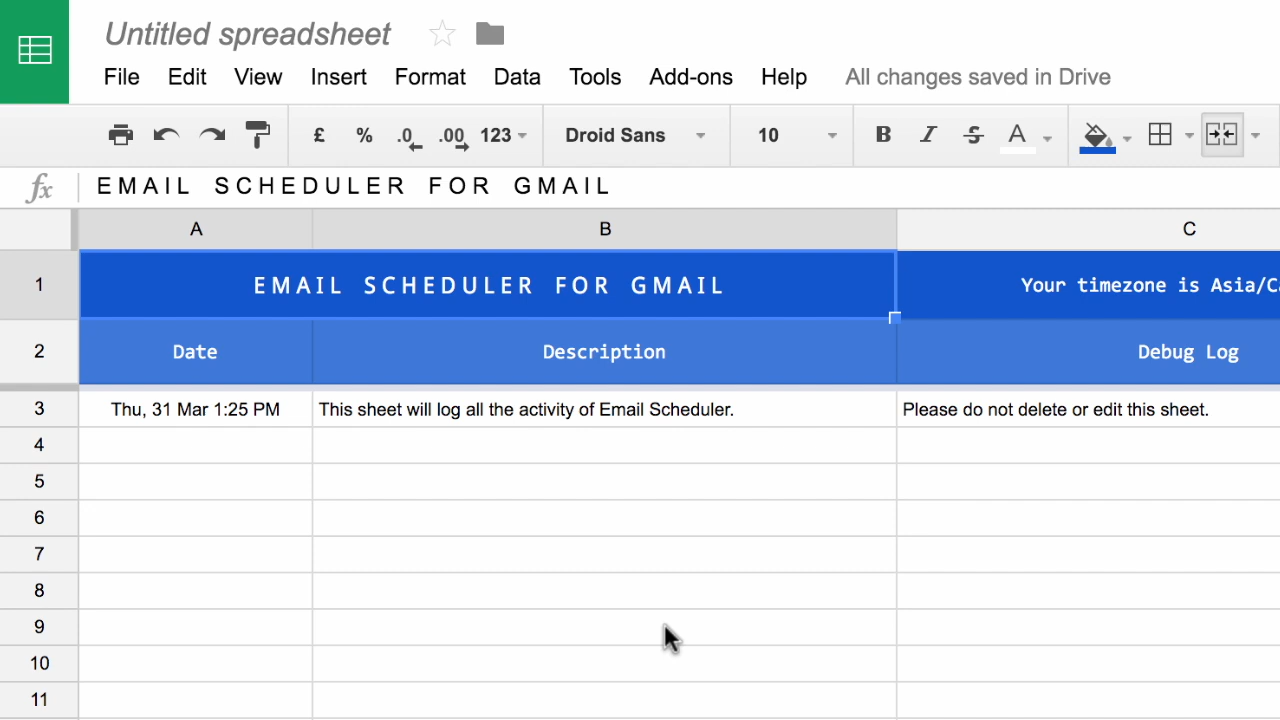 Untitled spreadsheet
File Edit View Insert Format Data Tools Add-ons Help All changes saved in Drive
£ % .0 .00 123 Droid Sans 10 B I S A
fx EMAIL SCHEDULER FOR GMAIL
A B C
1 EMAIL SCHEDULER FOR GMAIL Your timezone is Asia/Ca
2 Date Description Debug Log
3 Thu, 31 Mar 1:25 PM This sheet will log all the activity of Email Scheduler. Please do not delete or edit this sheet.
4
5
6
7
8
9
10
11